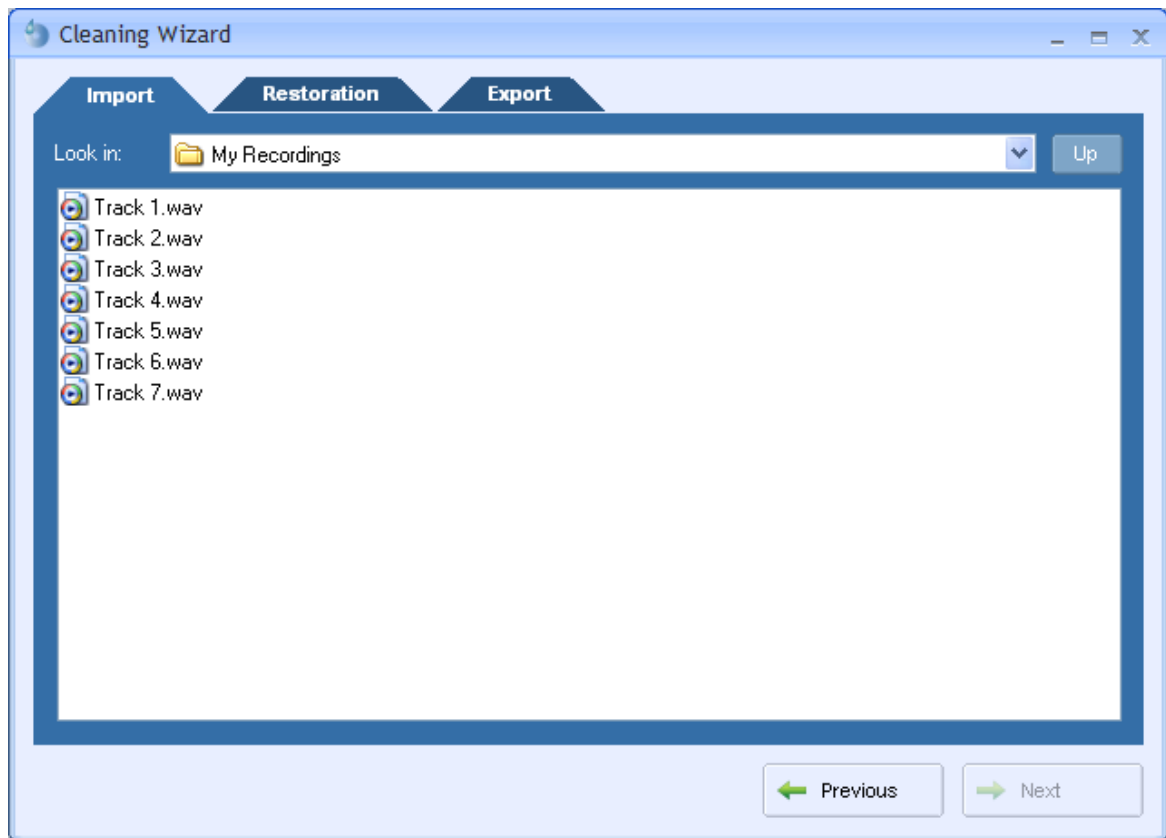 Cleaning Wizard
Import Restoration Export
Look in: My Recordings Up
Track 1.wav
Track 2.wav
Track 3.wav
Track 4.wav
Track 5.wav
Track 6.wav
Track 7.wav
Previous Next